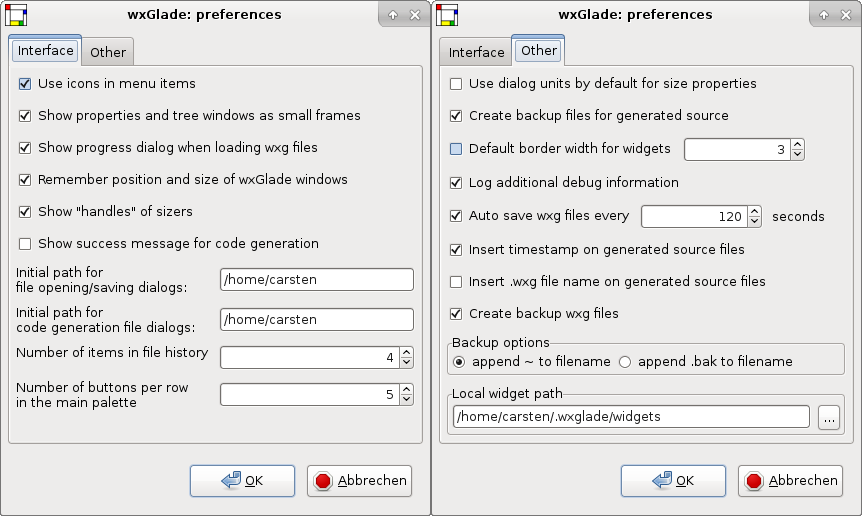 wxGlade: preferences
Interface
Other
Use icons in menu items
Show properties and tree windows as small frames
Show progress dialog when loading wxg files
Remember position and size of wxGlade windows
Show "handles" of sizers
Show success message for code generation
Initial path for
file opening/saving dialogs:
/home/carsten
Initial path for
code generation file dialogs:
/home/carsten
Number of items in file history
4
Number of buttons per row
in the main palette
5
OK
Abbrechen
wxGlade: preferences
Interface
Other
Use dialog units by default for size properties
Create backup files for generated source
Default border width for widgets
3
Log additional debug information
Auto save wxg files every
120
seconds
Insert timestamp on generated source files
Insert .wxg file name on generated source files
Create backup wxg files
Backup options
append ~ to filename
append .bak to filename
Local widget path
/home/carsten/.wxglade/widgets
...
OK
Abbrechen